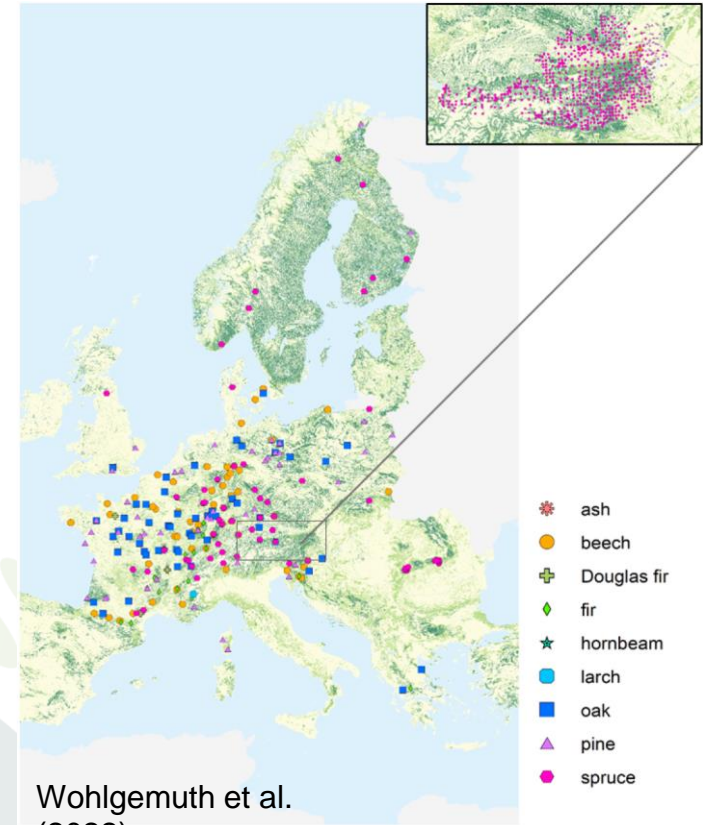 ash
beech
Douglas fir
fir
hornbeam
larch
oak
pine
spruce
Wohlgemuth et al.